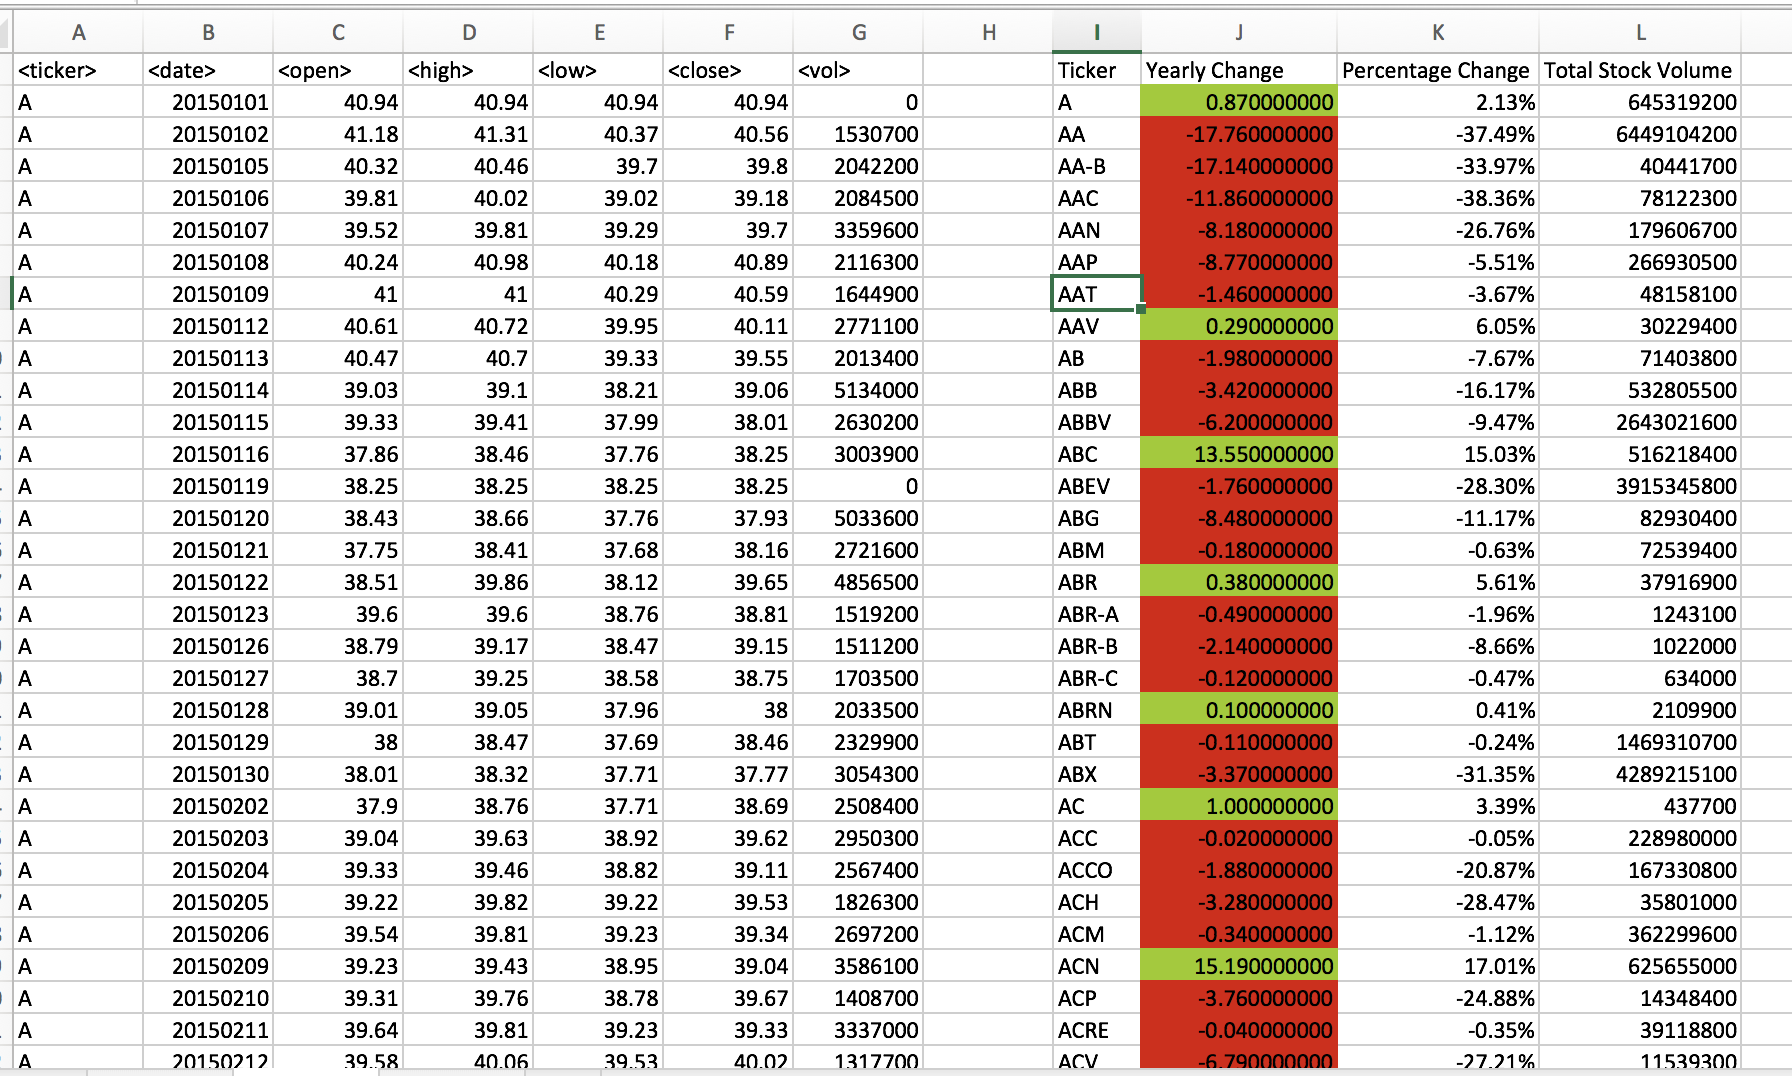 A B C D E F G H I J K L
<ticker> <date> <open> <high> <low> <close> <vol> Ticker Yearly Change Percentage Change Total Stock Volume
A 20150101 40.94 40.94 40.94 40.94 0 A 0.870000000 2.13% 645319200
A 20150102 41.18 41.31 40.37 40.56 1530700 AA -17.760000000 -37.49% 6449104200
A 20150105 40.32 40.46 39.7 39.8 2042200 AA-B -17.140000000 -33.97% 40441700
A 20150106 39.81 40.02 39.02 39.18 2084500 AAC -11.860000000 -38.36% 78122300
A 20150107 39.52 39.81 39.29 39.7 3359600 AAN -8.180000000 -26.76% 179606700
A 20150108 40.24 40.98 40.18 40.89 2116300 AAP -8.770000000 -5.51% 266930500
A 20150109 41 41 40.29 40.59 1644900 AAT -1.460000000 -3.67% 48158100
A 20150112 40.61 40.72 39.95 40.11 2771100 AAV 0.290000000 6.05% 30229400
A 20150113 40.47 40.7 39.33 39.55 2013400 AB -1.980000000 -7.67% 71403800
A 20150114 39.03 39.1 38.21 39.06 5134000 ABB -3.420000000 -16.17% 532805500
A 20150115 39.33 39.41 37.99 38.01 2630200 ABBV -6.200000000 -9.47% 2643021600
A 20150116 37.86 38.46 37.76 38.25 3003900 ABC 13.550000000 15.03% 516218400
A 20150119 38.25 38.25 38.25 38.25 0 ABEV -1.760000000 -28.30% 3915345800
A 20150120 38.43 38.66 37.76 37.93 5033600 ABG -8.480000000 -11.17% 82930400
A 20150121 37.75 38.41 37.68 38.16 2721600 ABM -0.180000000 -0.63% 72539400
A 20150122 38.51 39.86 38.12 39.65 4856500 ABR 0.380000000 5.61% 37916900
A 20150123 39.6 39.6 38.76 38.81 1519200 ABR-A -0.490000000 -1.96% 1243100
A 20150126 38.79 39.17 38.47 39.15 1511200 ABR-B -2.140000000 -8.66% 1022000
A 20150127 38.7 39.25 38.58 38.75 1703500 ABR-C -0.120000000 -0.47% 634000
A 20150128 39.01 39.05 37.96 38 2033500 ABRN 0.100000000 0.41% 2109900
A 20150129 38 38.47 37.69 38.46 2329900 ABT -0.110000000 -0.24% 1469310700
A 20150130 38.01 38.32 37.71 37.77 3054300 ABX -3.370000000 -31.35% 4289215100
A 20150202 37.9 38.76 37.71 38.69 2508400 AC 1.000000000 3.39% 437700
A 20150203 39.04 39.63 38.92 39.62 2950300 ACC -0.020000000 -0.05% 228980000
A 20150204 39.33 39.46 38.82 39.11 2567400 ACCO -1.880000000 -20.87% 167330800
A 20150205 39.22 39.82 39.22 39.53 1826300 ACH -3.280000000 -28.47% 35801000
A 20150206 39.54 39.81 39.23 39.34 2697200 ACM -0.340000000 -1.12% 362299600
A 20150209 39.23 39.43 38.95 39.04 3586100 ACN 15.190000000 17.01% 625655000
A 20150210 39.31 39.76 38.78 39.67 1408700 ACP -3.760000000 -24.88% 14348400
A 20150211 39.64 39.81 39.23 39.33 3337000 ACRE -0.040000000 -0.35% 39118800
A 20150212 39.58 40.06 39.53 40.02 1317700 ACV -6.790000000 -27.21% 11539300